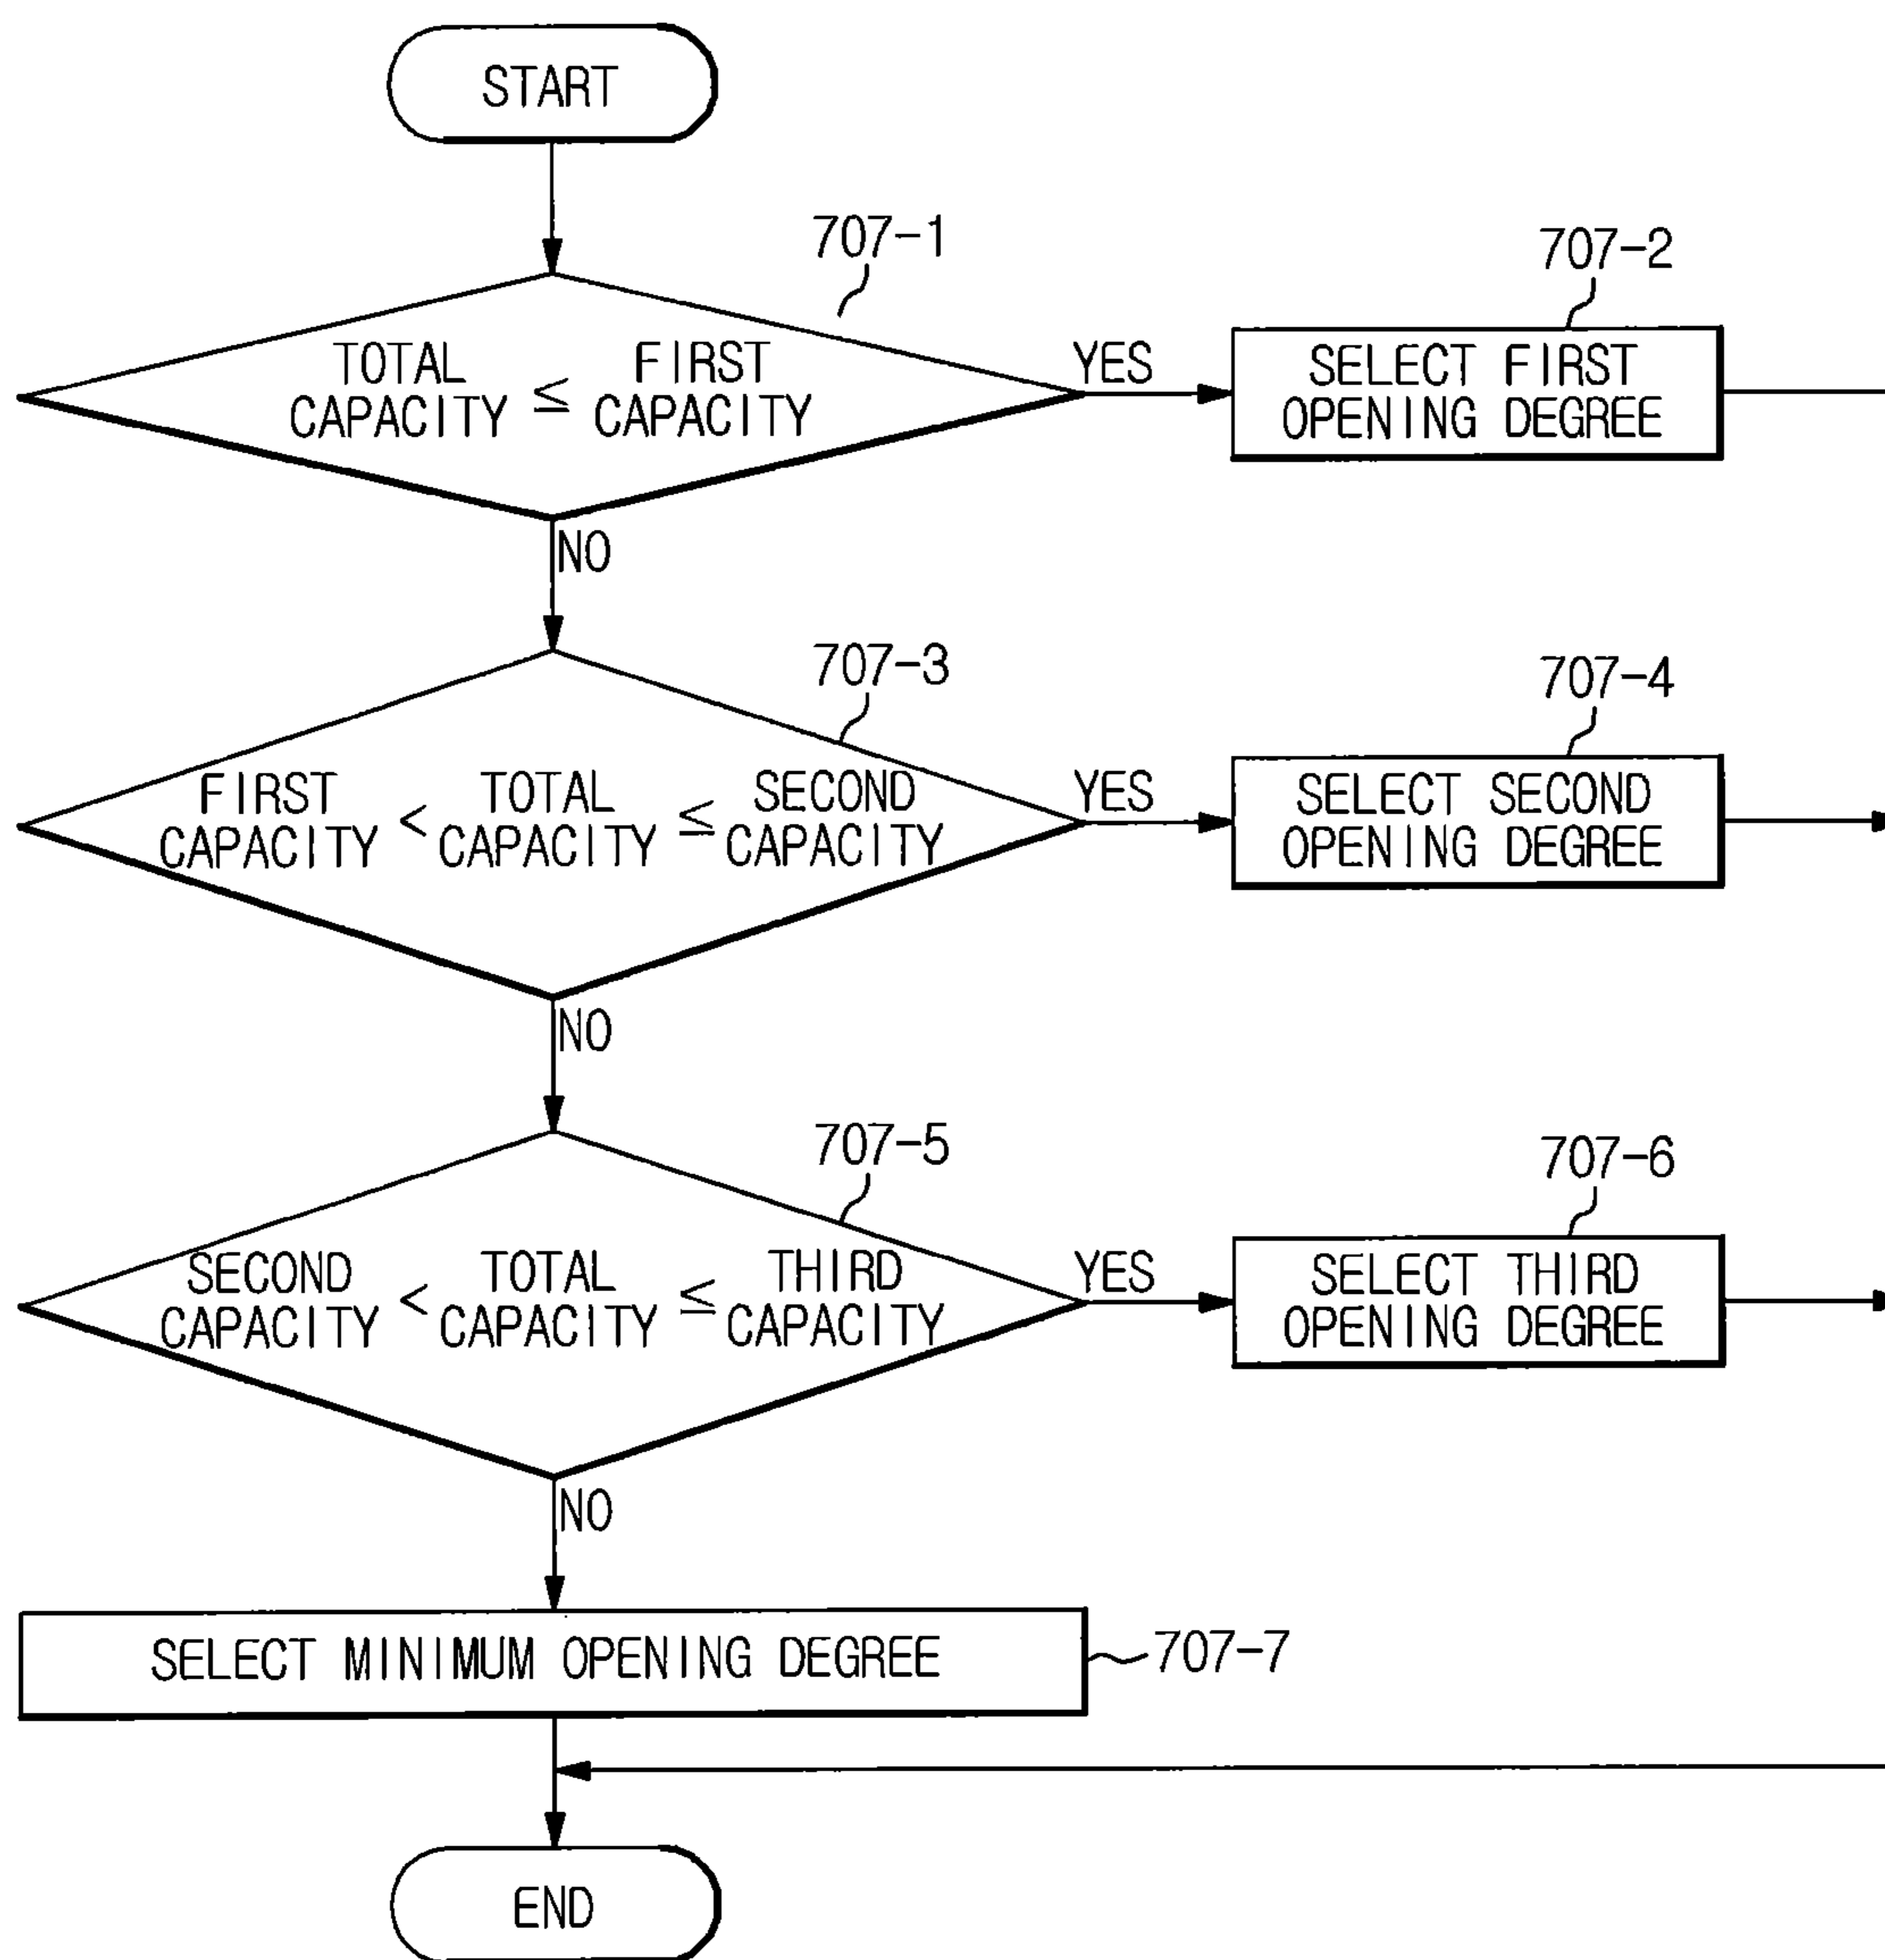 START
707-1
707-2
TOTAL CAPACITY ≤ FIRST CAPACITY
YES
SELECT FIRST
OPENING DEGREE
NO
707-3
707-4
FIRST CAPACITY < TOTAL CAPACITY ≤ SECOND CAPACITY
YES
SELECT SECOND
OPENING DEGREE
NO
707-5
707-6
SECOND CAPACITY < TOTAL CAPACITY ≤ THIRD CAPACITY
YES
SELECT THIRD
OPENING DEGREE
NO
SELECT MINIMUM OPENING DEGREE
707-7
END